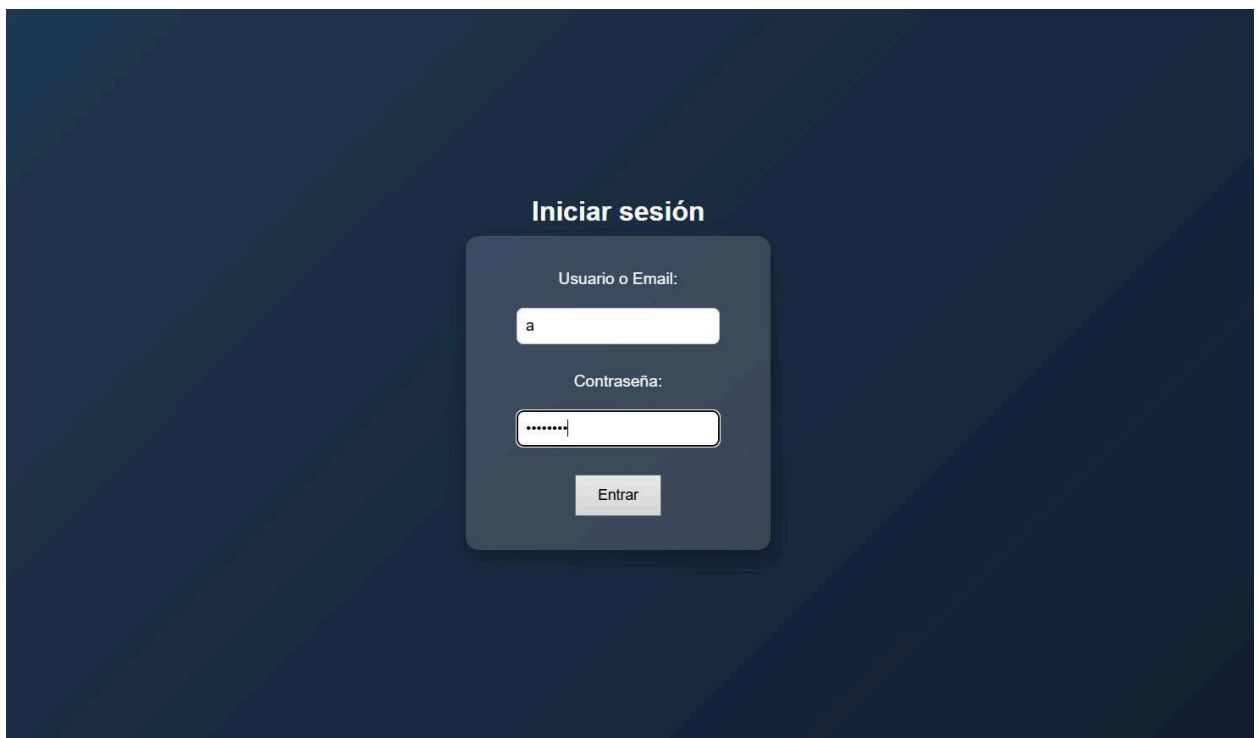 Iniciar sesión
Usuario o Email:
a
Contraseña:
••••••••
Entrar